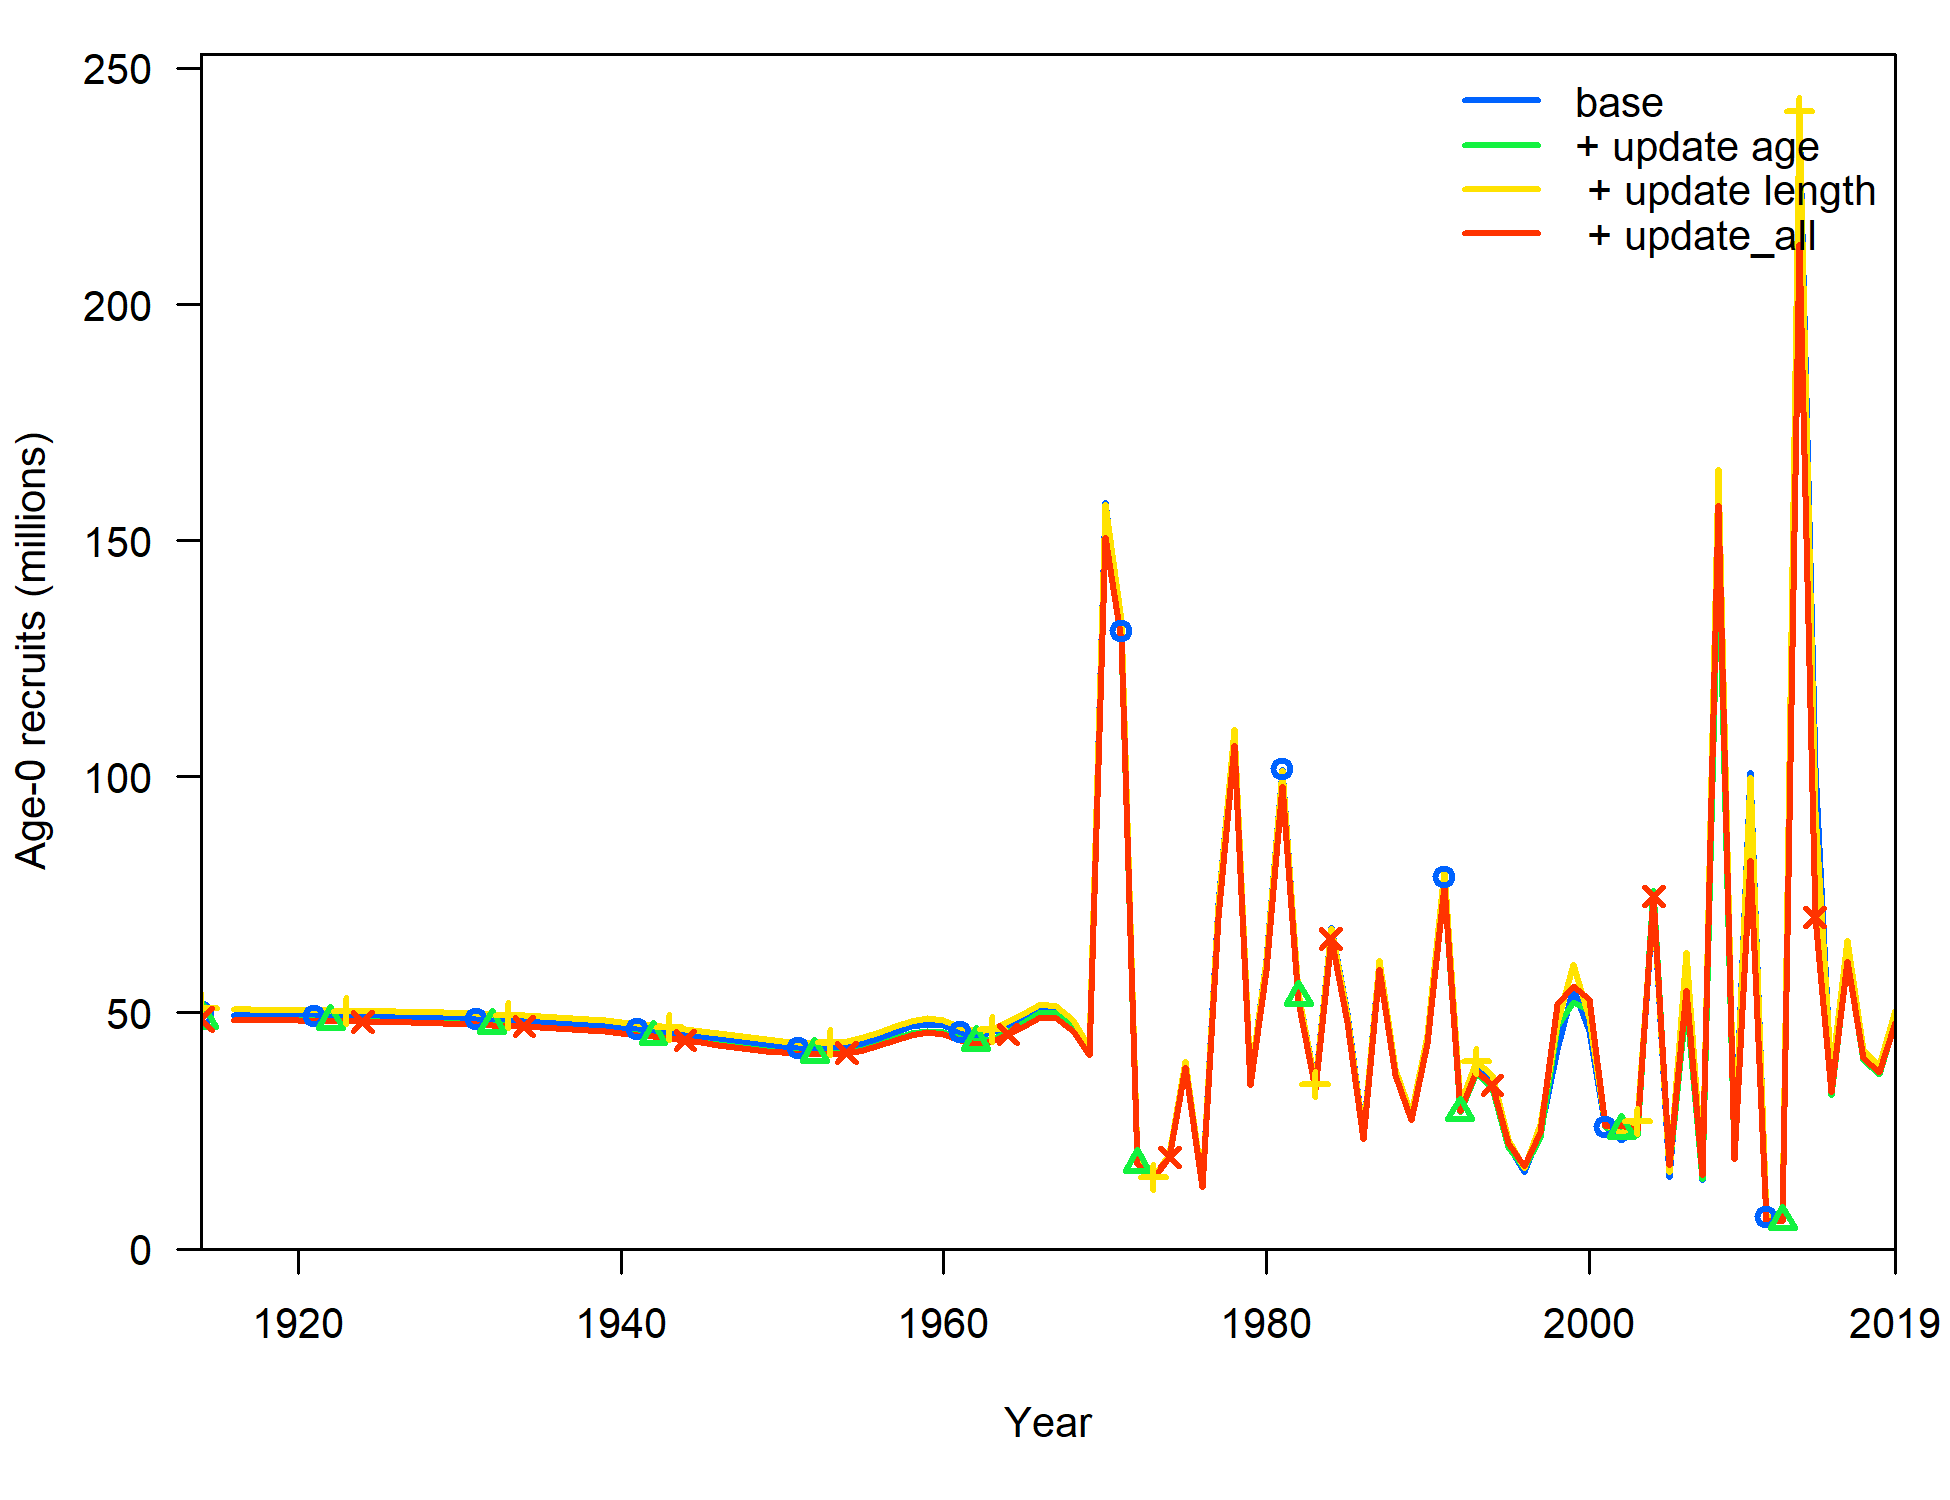 250
200
150
100
50
0
Age-0 recruits (millions)
base
+ update age
+ update length
+ update_all
1920
1940
1960
1980
2000
2019
Year